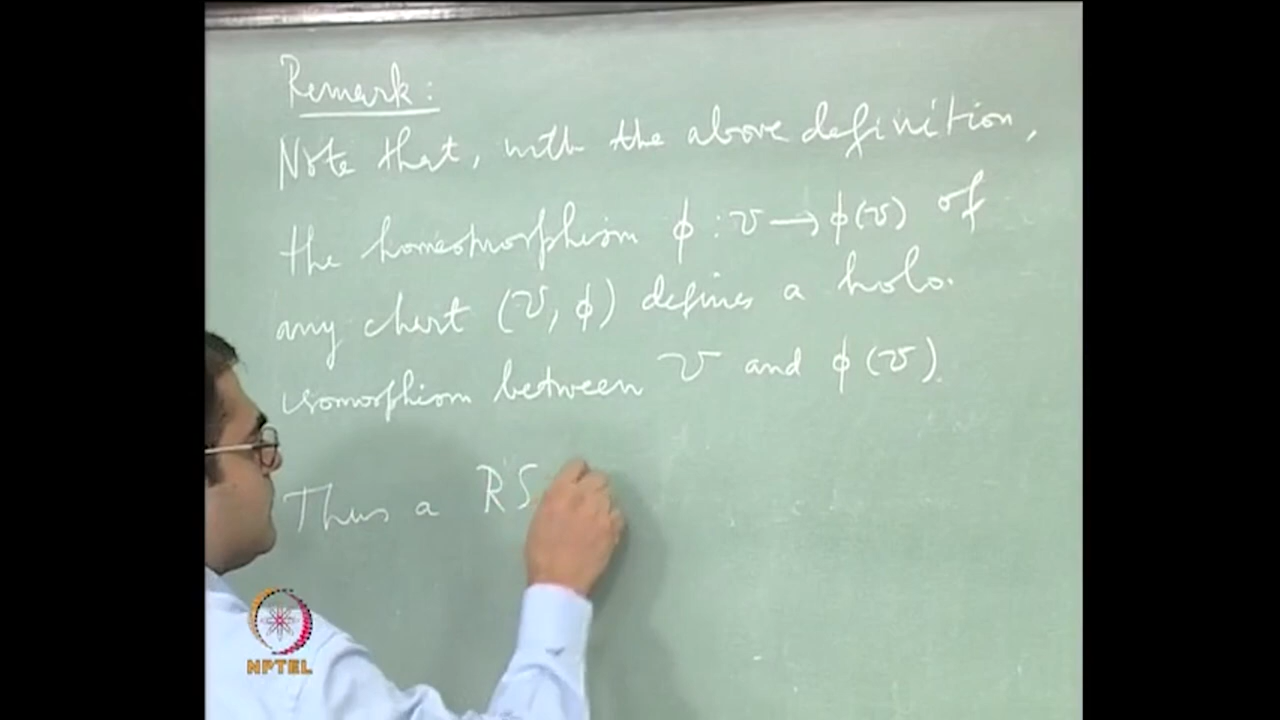 Remark:
Note that, with the above definition,
the homeomorphism ϕ : U → ϕ(U) of
any chart (U, ϕ) defines a holo.
isomorphism between U and ϕ(U).
Thus a RS
NPTEL